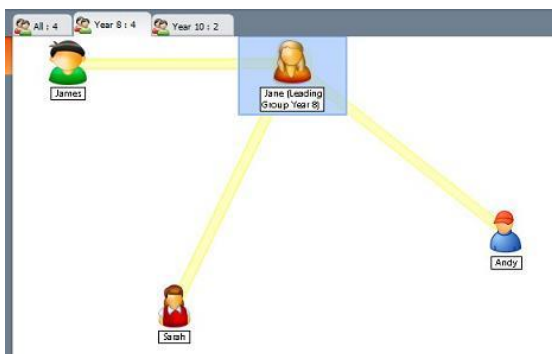 All : 4
Year 8 : 4
Year 10 : 2
James
Jane (Leading
Group Year 8)
Andy
Sarah